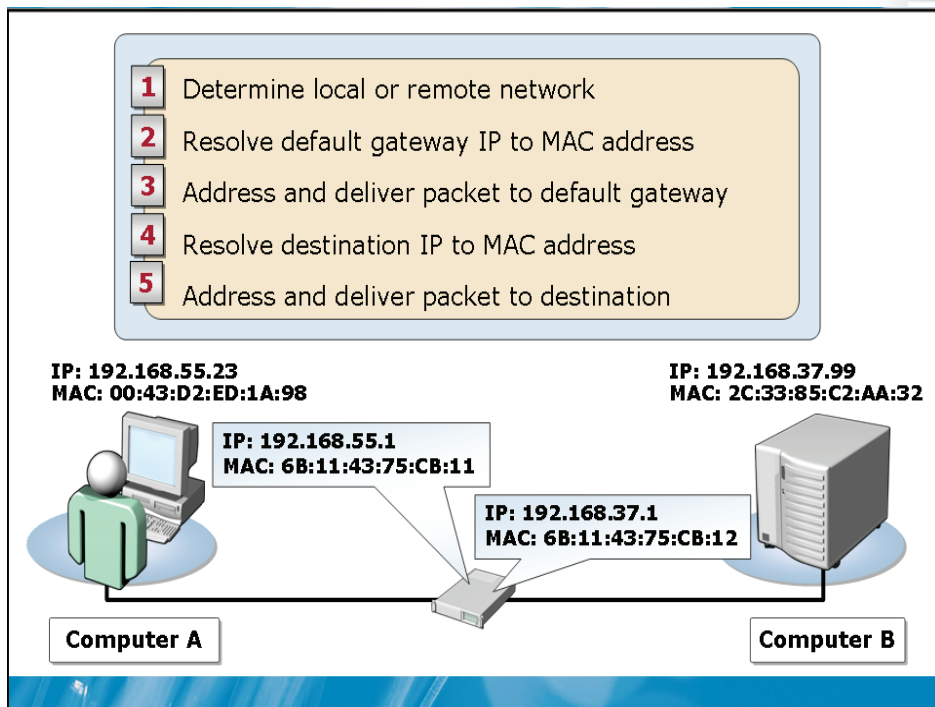 1 Determine local or remote network
2 Resolve default gateway IP to MAC address
3 Address and deliver packet to default gateway
4 Resolve destination IP to MAC address
5 Address and deliver packet to destination
IP: 192.168.55.23
MAC: 00:43:D2:ED:1A:98
IP: 192.168.37.99
MAC: 2C:33:85:C2:AA:32
IP: 192.168.55.1
MAC: 6B:11:43:75:CB:11
IP: 192.168.37.1
MAC: 6B:11:43:75:CB:12
Computer A
Computer B